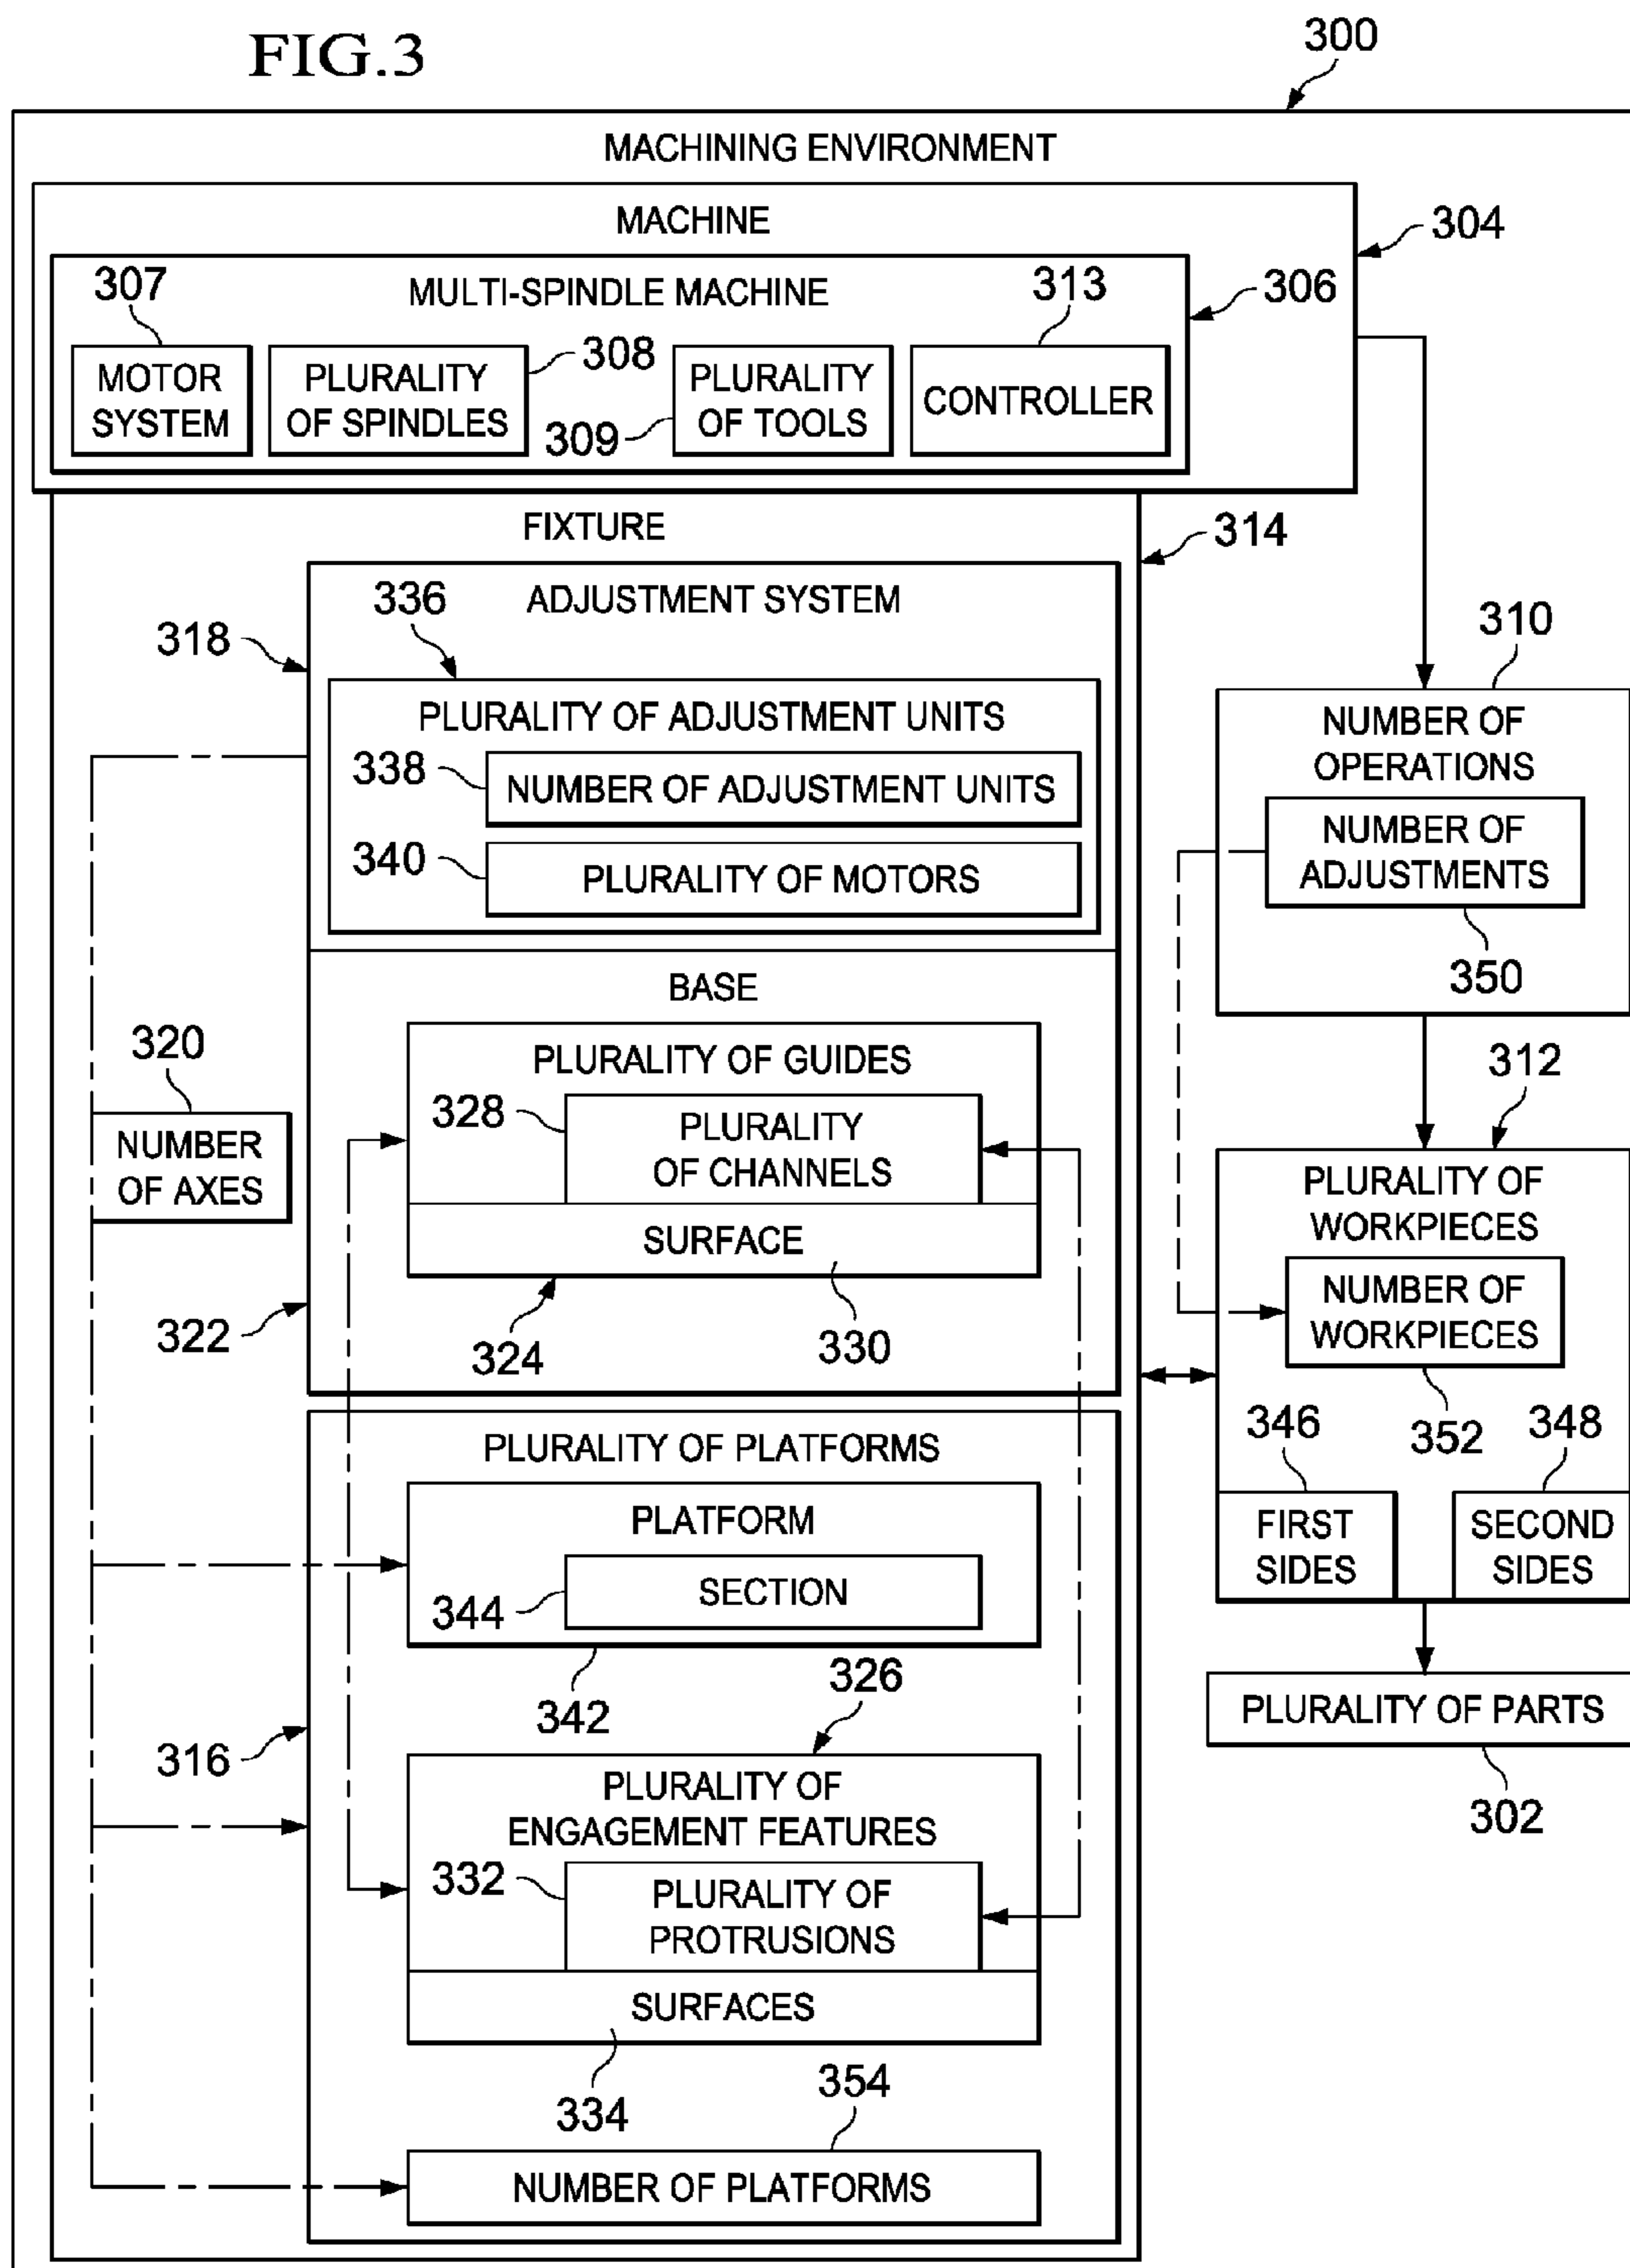 FIG.3
300
MACHINING ENVIRONMENT
MACHINE
304
307
MULTI-SPINDLE MACHINE
313
306
MOTOR
SYSTEM
PLURALITY
OF SPINDLES
308
309
PLURALITY
OF TOOLS
CONTROLLER
FIXTURE
314
336
ADJUSTMENT SYSTEM
318
PLURALITY OF ADJUSTMENT UNITS
338
NUMBER OF ADJUSTMENT UNITS
340
PLURALITY OF MOTORS
310
NUMBER OF
OPERATIONS
NUMBER OF
ADJUSTMENTS
350
BASE
320
NUMBER
OF AXES
PLURALITY OF GUIDES
328
PLURALITY
OF CHANNELS
SURFACE
322
324
330
312
PLURALITY OF
WORKPIECES
NUMBER OF
WORKPIECES
346
352
348
FIRST
SIDES
SECOND
SIDES
PLURALITY OF PLATFORMS
PLATFORM
344
SECTION
342
326
316
PLURALITY OF PARTS
302
PLURALITY OF
ENGAGEMENT FEATURES
332
PLURALITY OF
PROTRUSIONS
SURFACES
334
354
NUMBER OF PLATFORMS